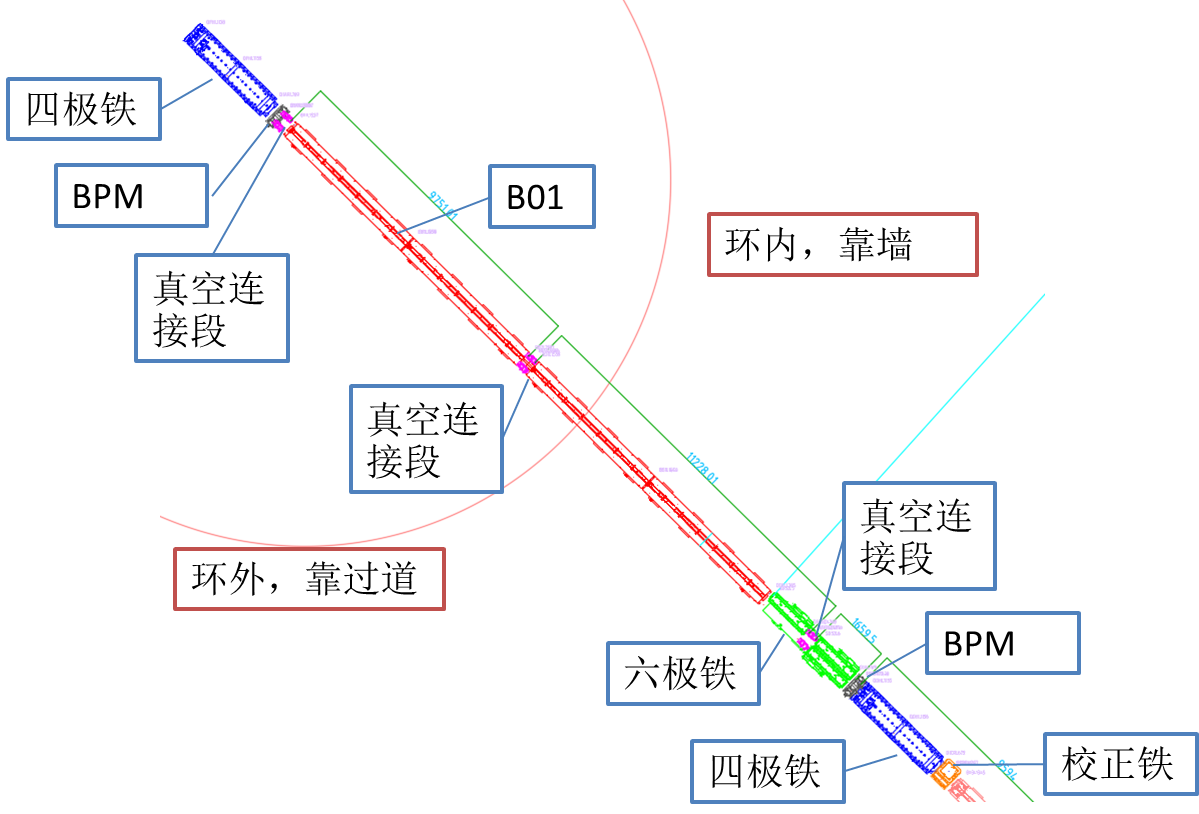 四极铁
BPM
B01
9751.01
环内，靠墙
真空连
接段
真空连
接段
11228.01
真空连
接段
环外，靠过道
1659.5
BPM
六极铁
四极铁
校正铁
9594